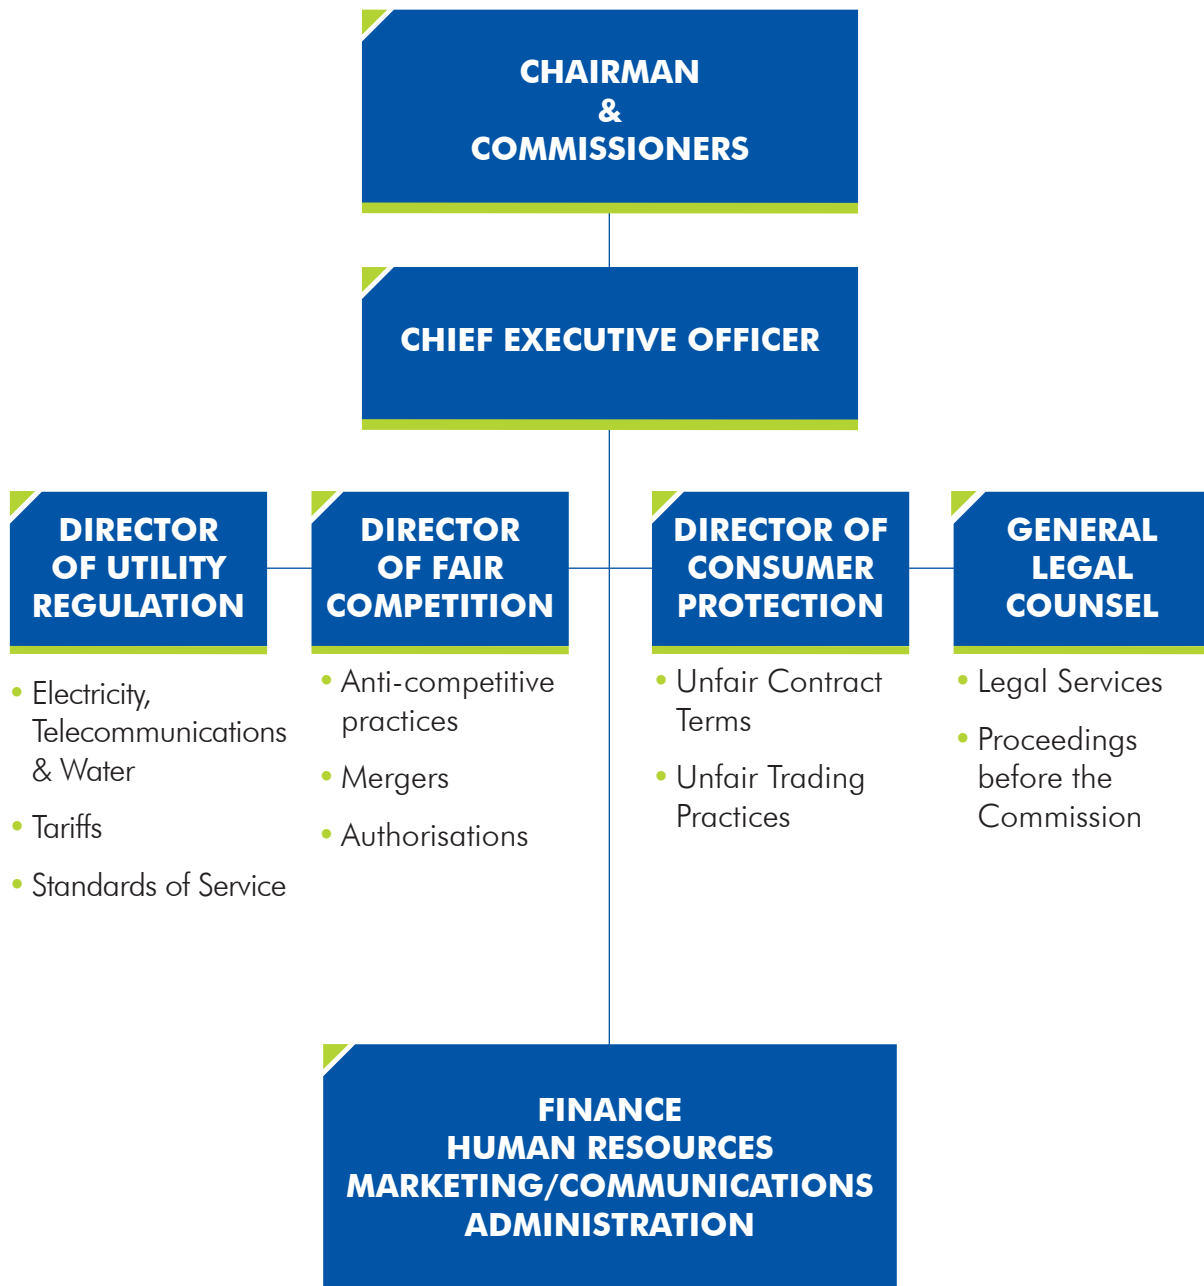 CHAIRMAN
&
COMMISSIONERS
CHIEF EXECUTIVE OFFICER
DIRECTOR
OF UTILITY
REGULATION
• Electricity,
Telecommunications
& Water
• Tariffs
• Standards of Service
DIRECTOR
OF FAIR
COMPETITION
• Anti-competitive
practices
• Mergers
• Authorisations
DIRECTOR OF
CONSUMER
PROTECTION
• Unfair Contract
Terms
• Unfair Trading
Practices
GENERAL
LEGAL
COUNSEL
• Legal Services
• Proceedings
before the
Commission
FINANCE
HUMAN RESOURCES
MARKETING/COMMUNICATIONS
ADMINISTRATION